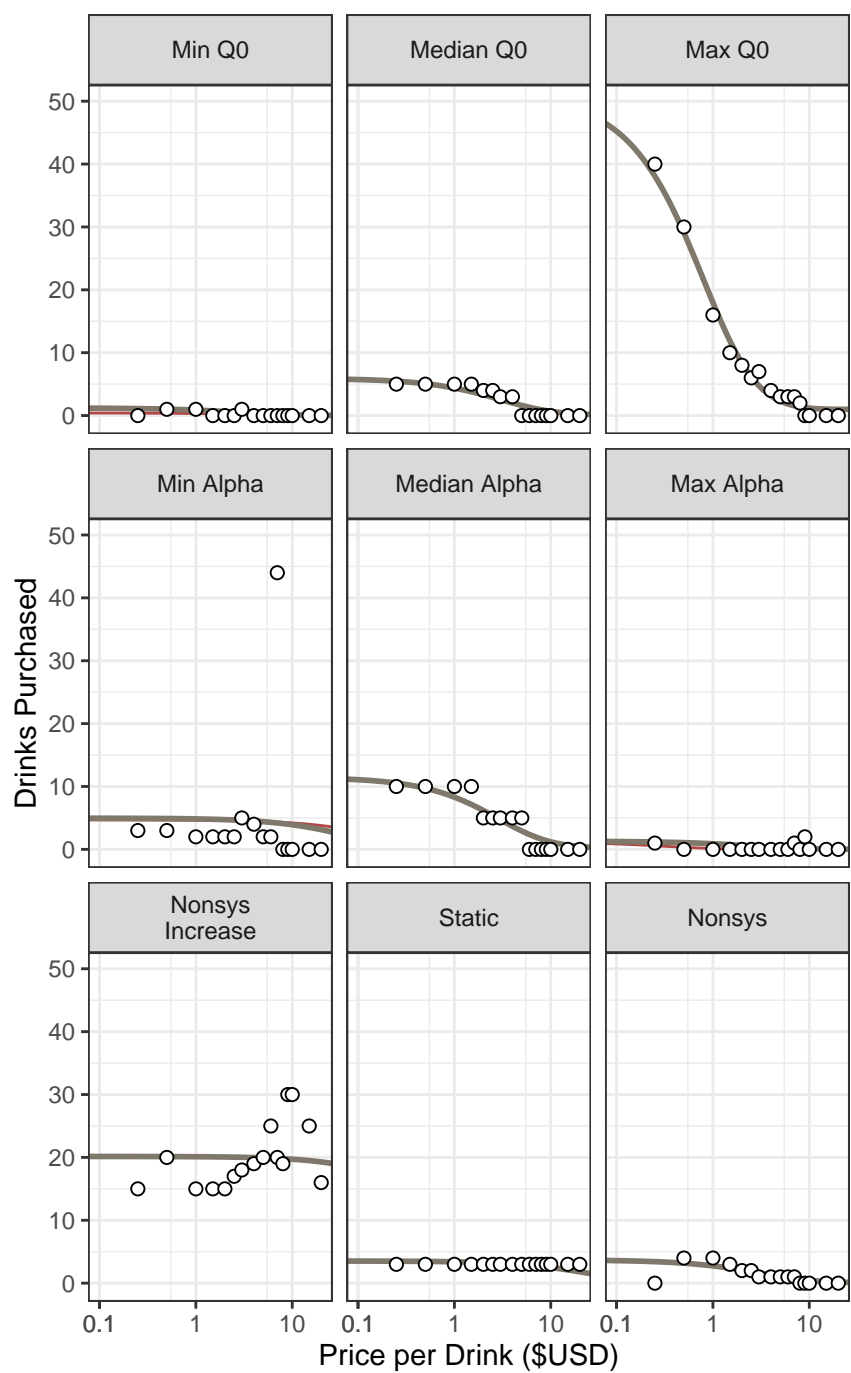 Min Q0
Median Q0
Max Q0
50
40
30
20
10
0
Min Alpha
Median Alpha
Max Alpha
50
40
30
20
10
0
Nonsys
Increase
Static
Nonsys
50
40
30
20
10
0
0.1 1 10
0.1 1 10
0.1 1 10
Drinks Purchased
Price per Drink ($USD)